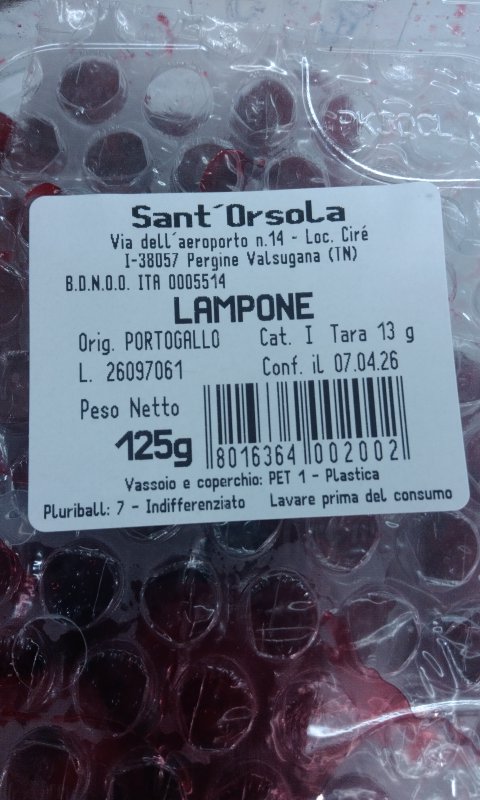 PK50CL
Sant´Orsola
Via dell´aeroporto n.14 - Loc. Ciré
I-38057 Pergine Valsugana (TN)
B.D.N.O.O. ITA 0005514
LAMPONE
Orig. PORTOGALLO Cat. I Tara 13 g
L. 26097061 Conf. il 07.04.26
Peso Netto
125g
8016364 002002
Vassoio e coperchio: PET 1 - Plastica
Pluriball: 7 - Indifferenziato Lavare prima del consumo